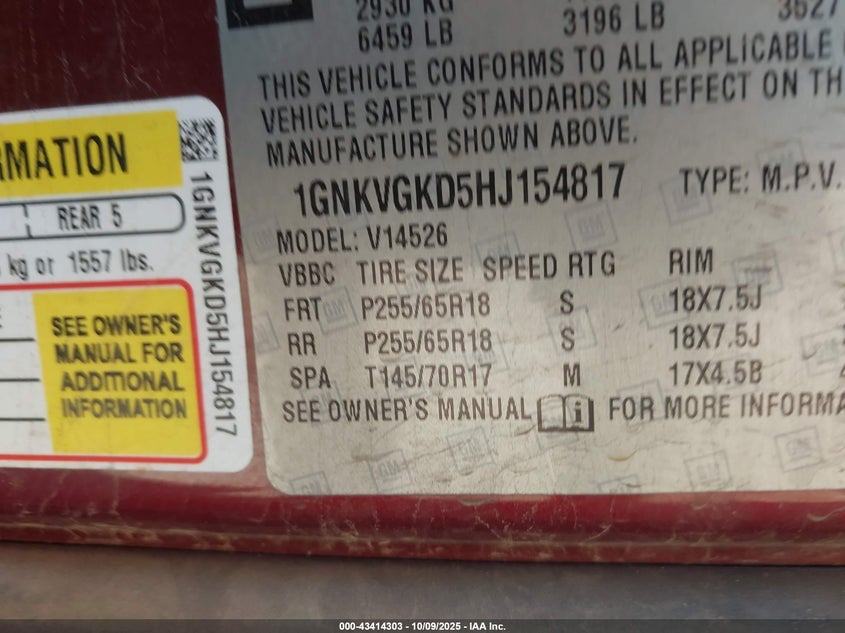 2930 KG
6459 LB
3196 LB
3527
THIS VEHICLE CONFORMS TO ALL APPLICABLE
VEHICLE SAFETY STANDARDS IN EFFECT ON TH
MANUFACTURE SHOWN ABOVE.
1GNKVGKD5HJ154817 TYPE: M.P.V.
MODEL: V14526
VBBC TIRE SIZE SPEED RTG RIM
FRT P255/65R18 S 18X7.5J
RR P255/65R18 S 18X7.5J
SPA T145/70R17 M 17X4.5B
SEE OWNER'S MANUAL FOR MORE INFORMA
RMATION
REAR 5
kg or 1557 lbs.
SEE OWNER'S
MANUAL FOR
ADDITIONAL
INFORMATION
1GNKVGKD5HJ154817
GM
000-43414303 | 10/09/2025 - IAA Inc.